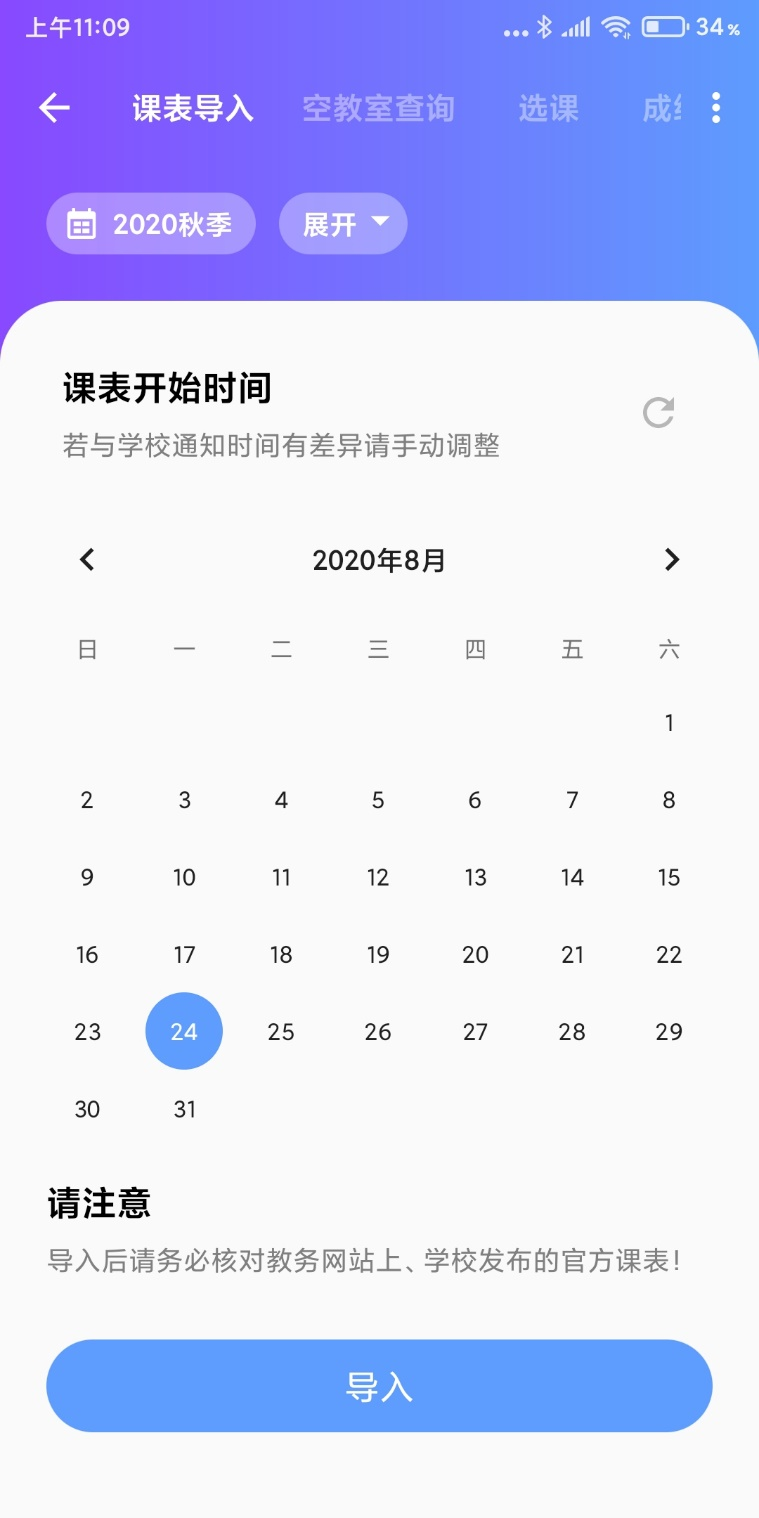 上午11:09 34%
课表导入 空教室查询 选课
2020秋季 展开
课表开始时间
若与学校通知时间有差异请手动调整
2020年8月
日 一 二 三 四 五 六
1
2 3 4 5 6 7 8
9 10 11 12 13 14 15
16 17 18 19 20 21 22
23 24 25 26 27 28 29
30 31
请注意
导入后请务必核对教务网站上、学校发布的官方课表!
导入